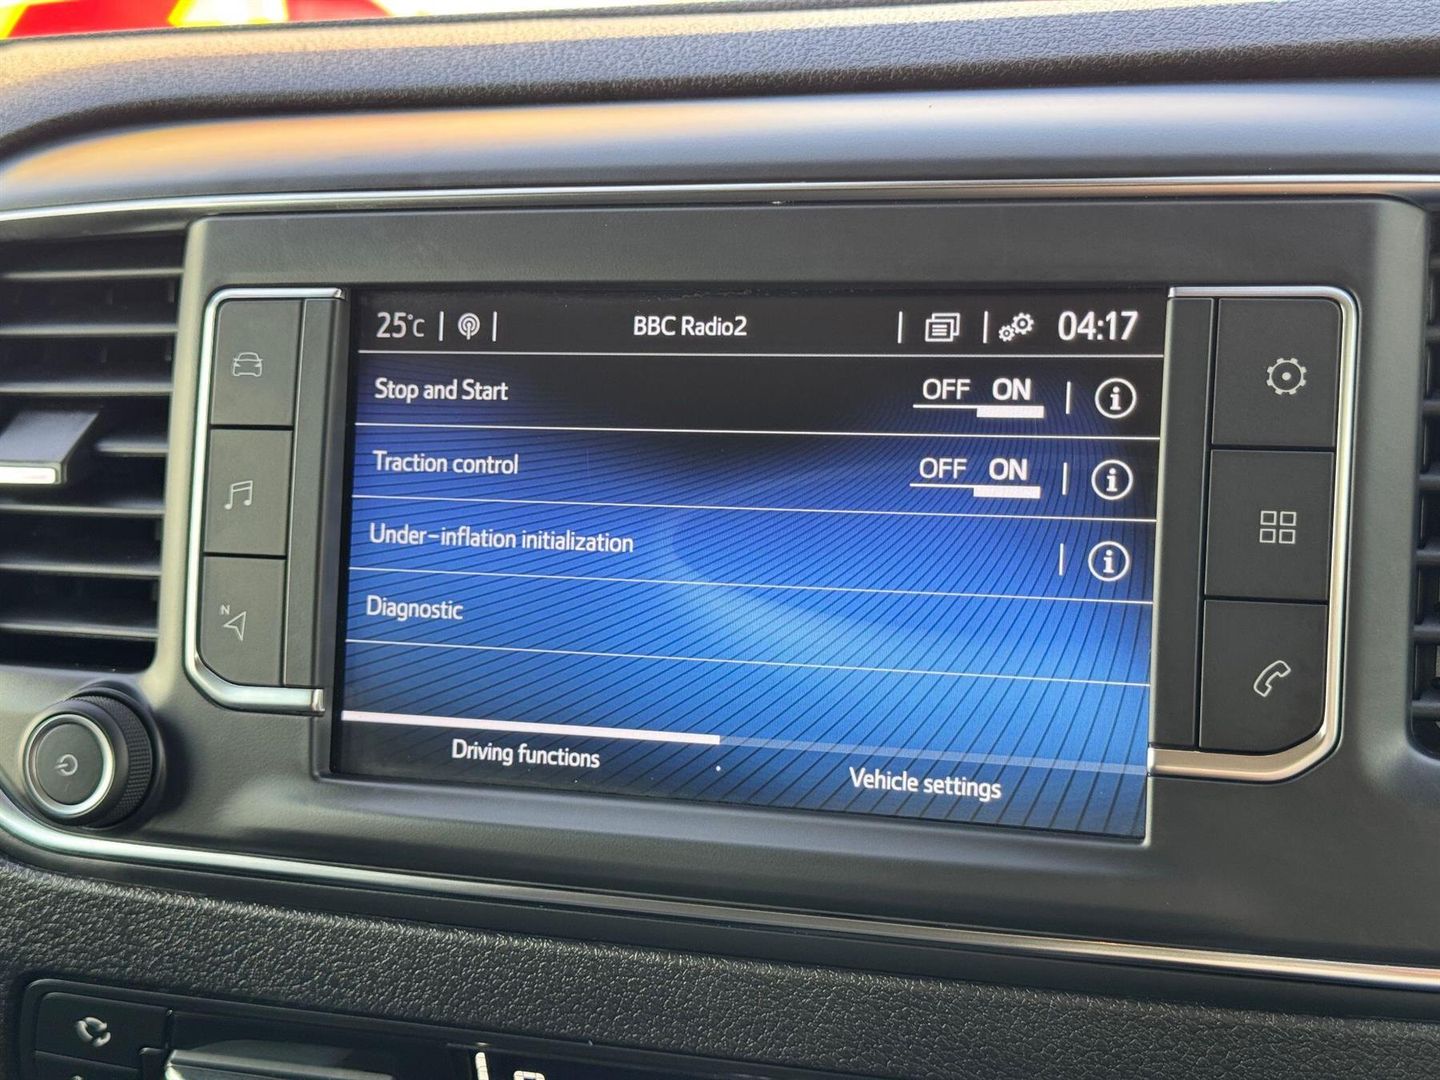 25°C BBC Radio2 04:17
Stop and Start OFF ON i
Traction control OFF ON i
Under-inflation initialization i
Diagnostic
N
Driving functions
Vehicle settings